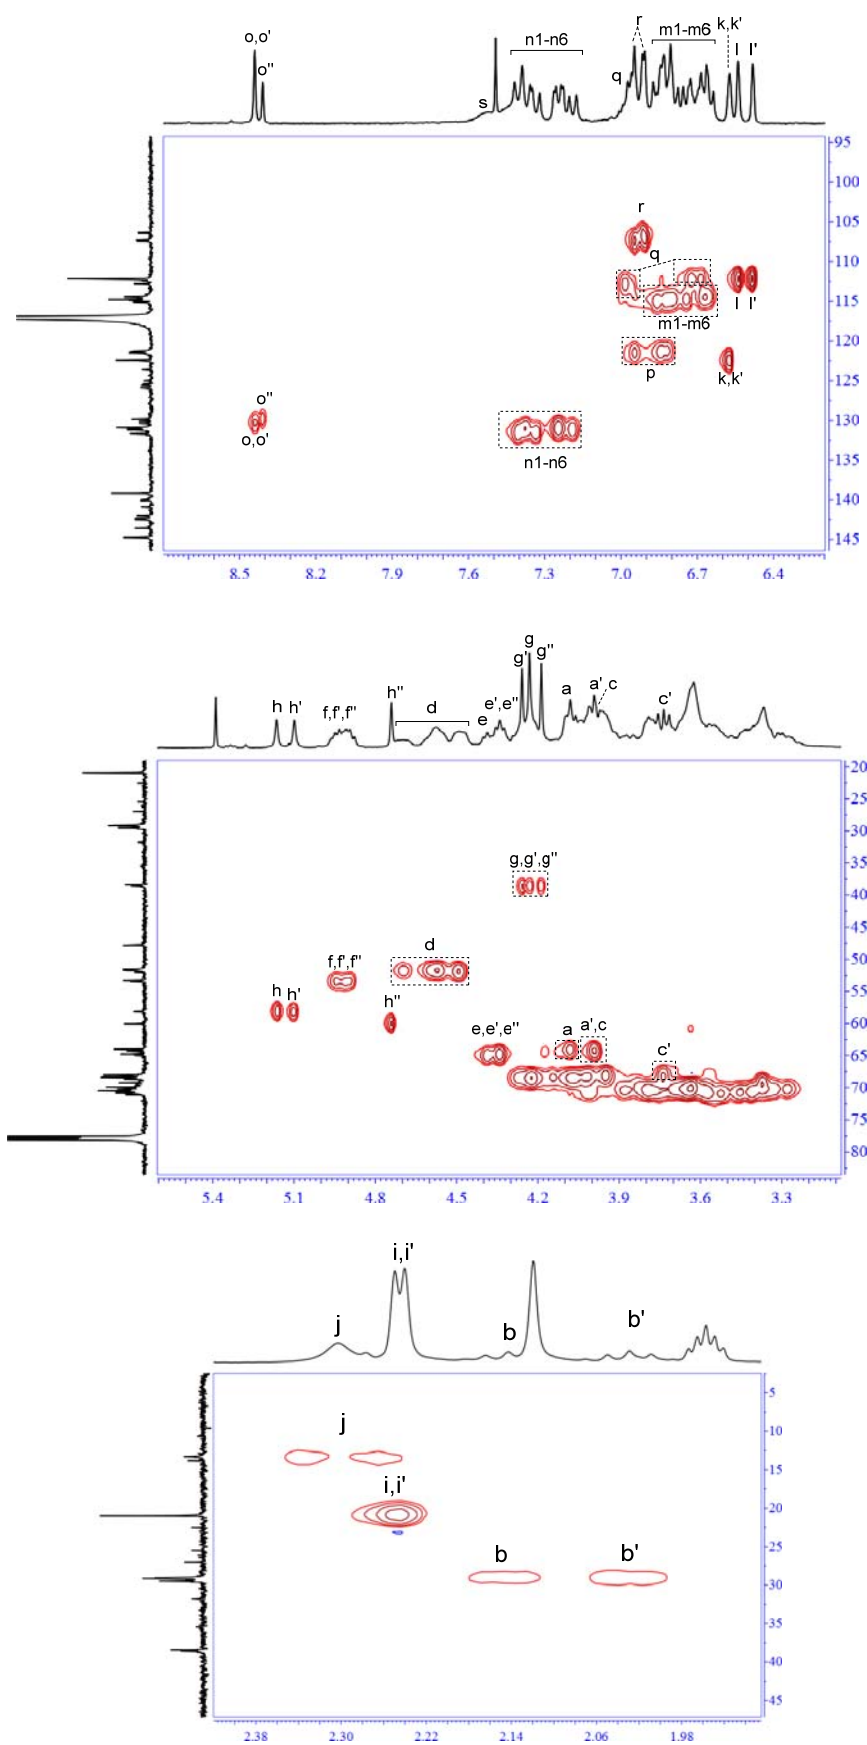 r
k,k'
n1-n6
m1-m6
o,o'
l
l'
o"
q
s
95
100
r
105
q
110
l
l'
115
m1-m6
120
p
k,k'
125
o"
130
o,o'
n1-n6
135
140
145
8.5
8.2
7.9
7.6
7.3
7.0
6.7
6.4
g
g'
g"
h"
a'
c
h
h'
f,f',f"
d
e
e',e"
a
c'
20
25
30
g,g',g"
35
40
45
d
50
f,f',f"
h
h'
h"
55
60
e,e',e"
a
a',c
c'
65
70
75
80
5.4
5.1
4.8
4.5
4.2
3.9
3.6
3.3
i,i'
j
b
b'
5
j
10
15
i,i'
20
25
b
b'
30
35
40
45
2.38
2.30
2.22
2.14
2.06
1.98